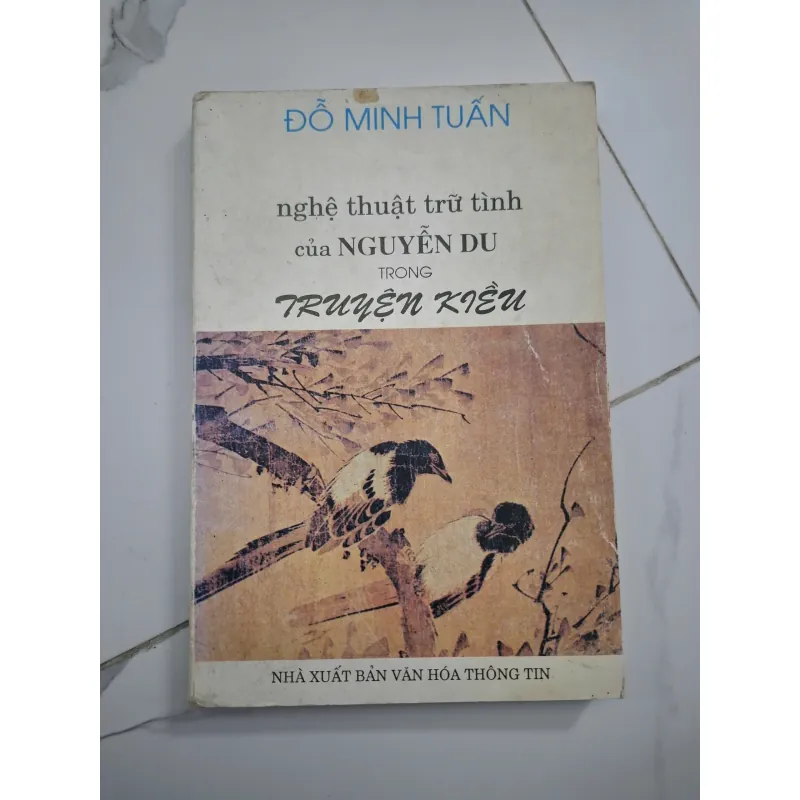 ĐỖ MINH TUẤN
nghệ thuật trữ tình
của NGUYỄN DU
TRONG
TRUYỆN KIỀU
NHÀ XUẤT BẢN VĂN HÓA THÔNG TIN